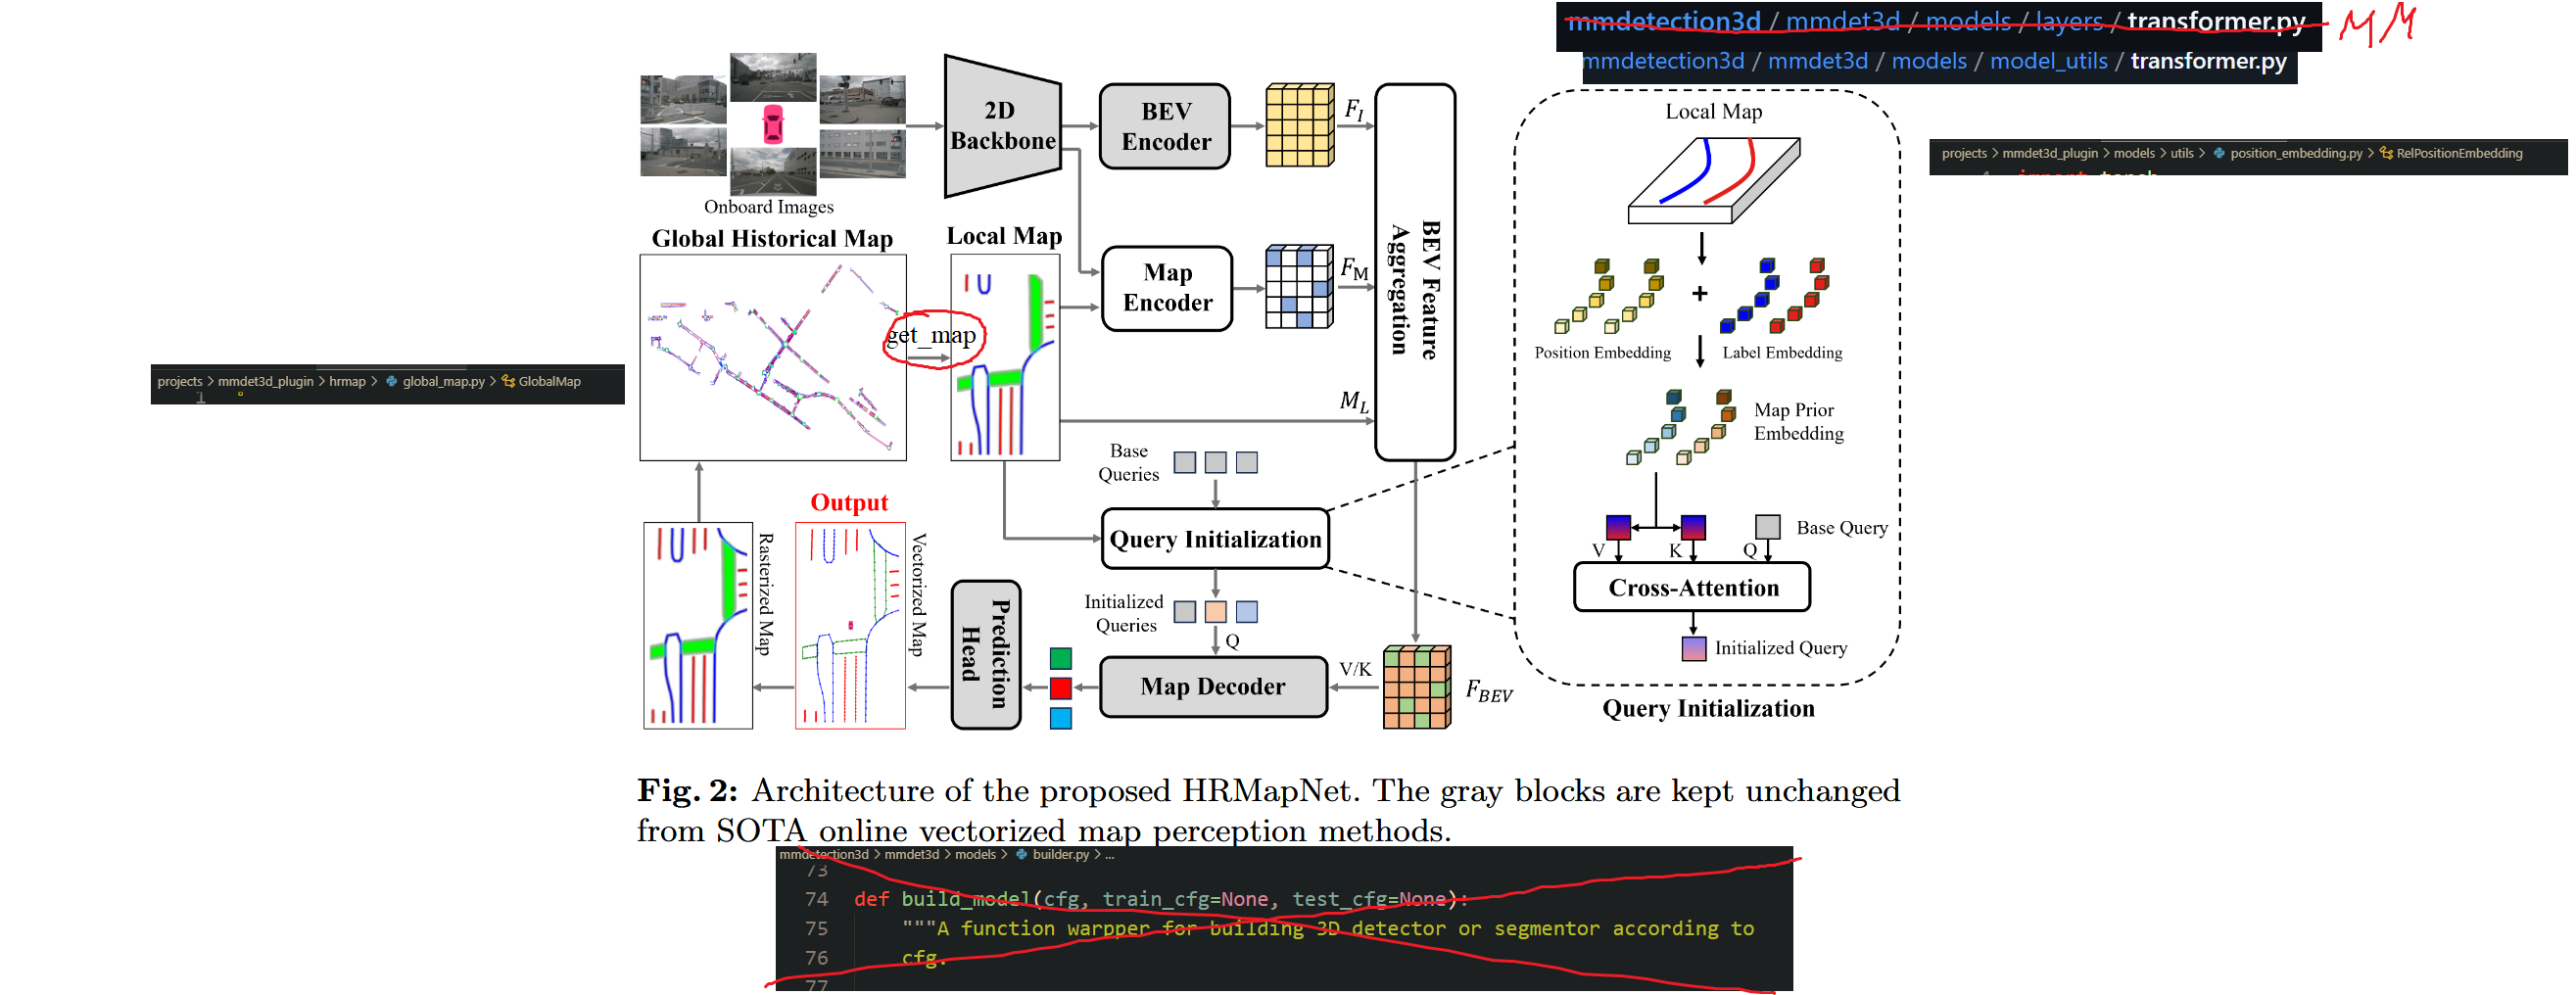 mmdetection3d / mmdet3d / models / layers / transformer.py MM
mmdetection3d / mmdet3d / models / model_utils / transformer.py
Onboard Images
2D
Backbone
BEV
Encoder
F_I
Global Historical Map
Local Map
get_map
Map
Encoder
F_M
M_L
BEV Feature
Aggregation
projects > mmdet3d_plugin > hrmap > global_map.py > GlobalMap
1
Base
Queries
Query Initialization
Initialized
Queries
Q
Map Decoder
V/K
F_BEV
Prediction
Head
Output
Vectorized Map
Rasterized Map
Local Map
projects > mmdet3d_plugin > models > utils > position_embedding.py > RelPositionEmbedding
+
Position Embedding
Label Embedding
Map Prior
Embedding
Base Query
V
K
Q
Cross-Attention
Initialized Query
Query Initialization
Fig. 2: Architecture of the proposed HRMapNet. The gray blocks are kept unchanged
from SOTA online vectorized map perception methods.
mmdetection3d > mmdet3d > models > builder.py > ...
73
74 def build_model(cfg, train_cfg=None, test_cfg=None):
75 """A function warpper for building 3D detector or segmentor according to
76 cfg.
77